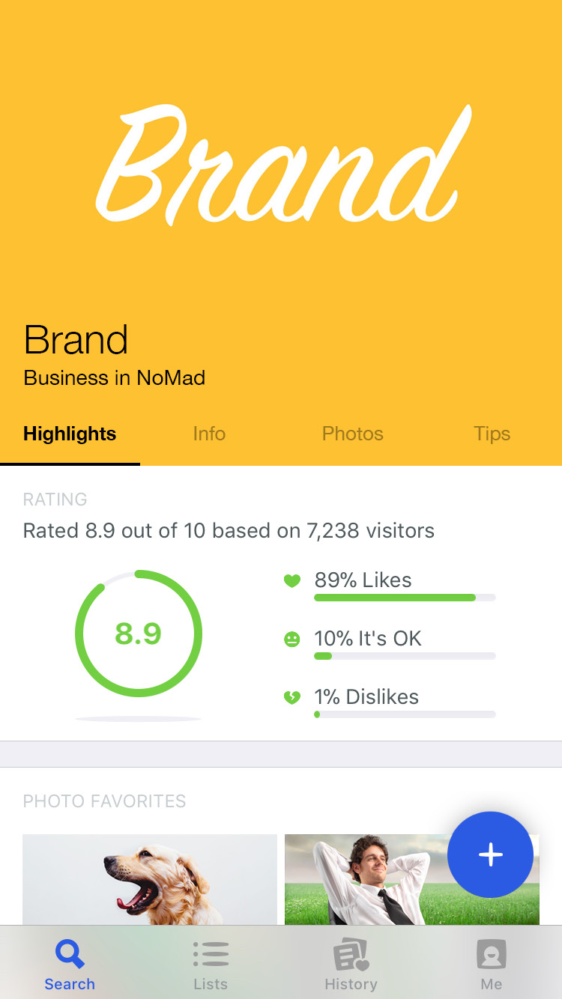 Brand
Brand
Business in NoMad
Highlights Info Photos Tips
RATING
Rated 8.9 out of 10 based on 7,238 visitors
8.9
89% Likes
10% It's OK
1% Dislikes
PHOTO FAVORITES
+
Search Lists History Me